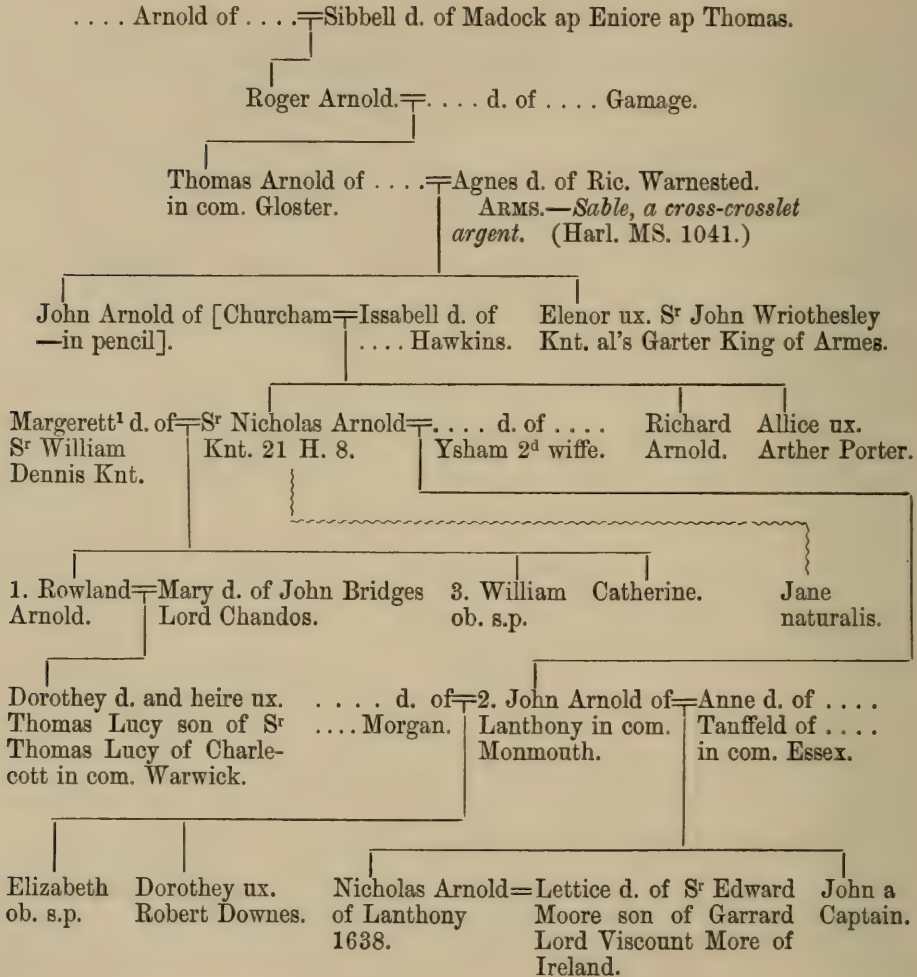 . . . . Arnold of . . . .=Sibbell d. of Madock ap Eniore ap Thomas.
Roger Arnold.=. . . . d. of . . . . Gamage.
Thomas Arnold of . . . .=Agnes d. of Ric. Warnested.
in com. Gloster. ARMS.—Sable, a cross-crosslet
argent. (Harl. MS. 1041.)
John Arnold of [Churcham=Issabell d. of Elenor ux. Sʳ John Wriothesley
—in pencil]. . . . . Hawkins. Knt. al's Garter King of Armes.
Margerett¹ d. of=Sʳ Nicholas Arnold=. . . . d. of . . . . Richard Allice ux.
Sʳ William Knt. 21 H. 8. Ysham 2ᵈ wiffe. Arnold. Arther Porter.
Dennis Knt.
1. Rowland=Mary d. of John Bridges 3. William Catherine. Jane
Arnold. Lord Chandos. ob. s.p. naturalis.
Dorothey d. and heire ux. . . . . d. of=2. John Arnold of=Anne d. of . . . .
Thomas Lucy son of Sʳ . . . . Morgan. Lanthony in com. Tanffeld of . . . .
Thomas Lucy of Charle- Monmouth. in com. Essex.
cott in com. Warwick.
Elizabeth Dorothey ux. Nicholas Arnold=Lettice d. of Sʳ Edward John a
ob. s.p. Robert Downes. of Lanthony Moore son of Garrard Captain.
1638. Lord Viscount More of
Ireland.